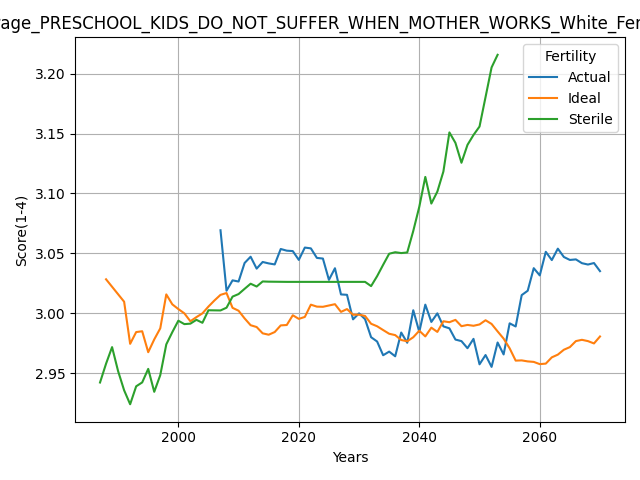 rage_PRESCHOOL_KIDS_DO_NOT_SUFFER_WHEN_MOTHER_WORKS_White_Fer
Fertility
Actual
Ideal
Sterile
Score(1-4)
3.20
3.15
3.10
3.05
3.00
2.95
2000
2020
2040
2060
Years